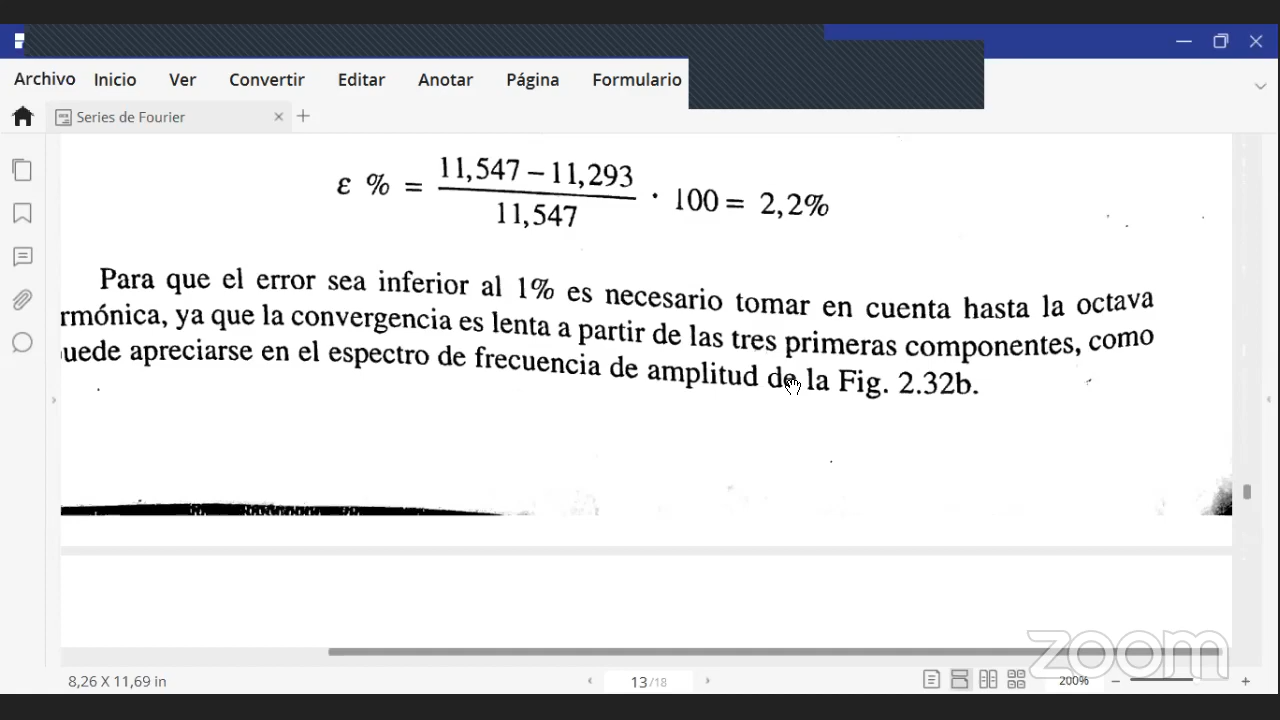 Archivo Inicio Ver Convertir Editar Anotar Página Formulario
Series de Fourier
ε % = 11,547 – 11,293 / 11,547 · 100 = 2,2%
Para que el error sea inferior al 1% es necesario tomar en cuenta hasta la octava
rmónica, ya que la convergencia es lenta a partir de las tres primeras componentes, como
uede apreciarse en el espectro de frecuencia de amplitud de la Fig. 2.32b.
zoom
8,26 X 11,69 in
13/18
200%